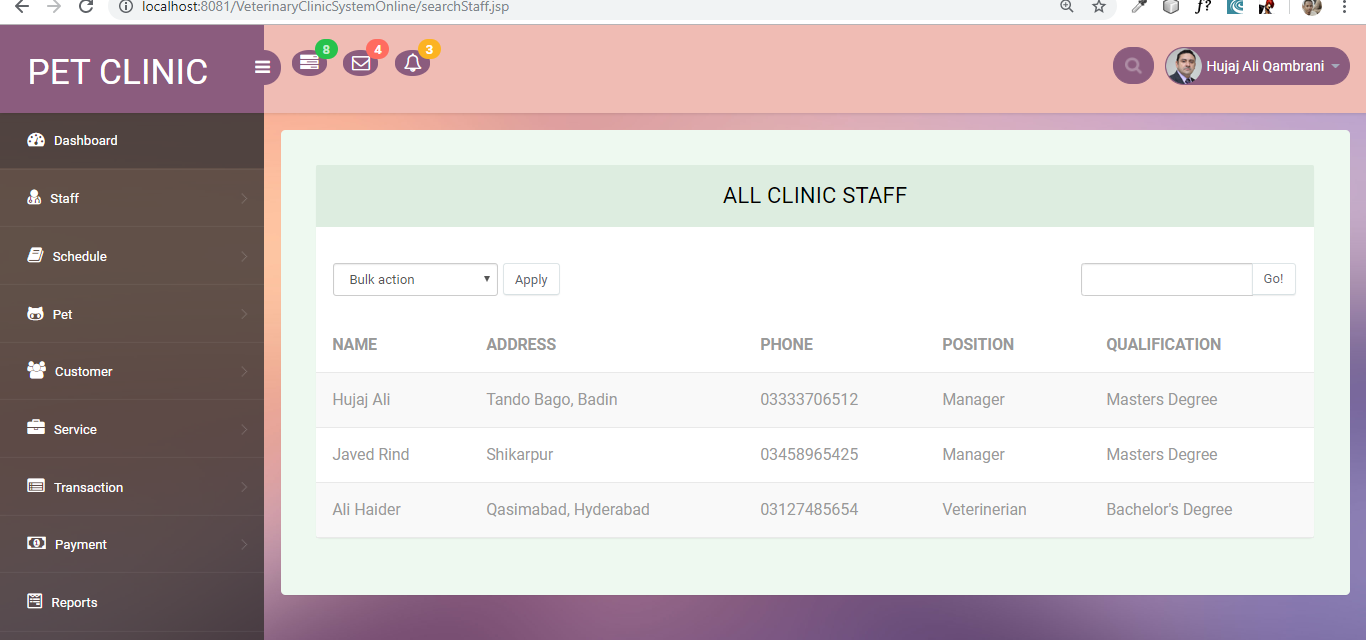 localhost:8081/VeterinaryClinicSystemOnline/searchStaff.jsp
f?
PET CLINIC
8
4
3
Hujaj Ali Qambrani
Dashboard
Staff
Schedule
Pet
Customer
Service
Transaction
Payment
Reports
ALL CLINIC STAFF
Bulk action
Apply
Go!
NAME ADDRESS PHONE POSITION QUALIFICATION
Hujaj Ali Tando Bago, Badin 03333706512 Manager Masters Degree
Javed Rind Shikarpur 03458965425 Manager Masters Degree
Ali Haider Qasimabad, Hyderabad 03127485654 Veterinerian Bachelor's Degree